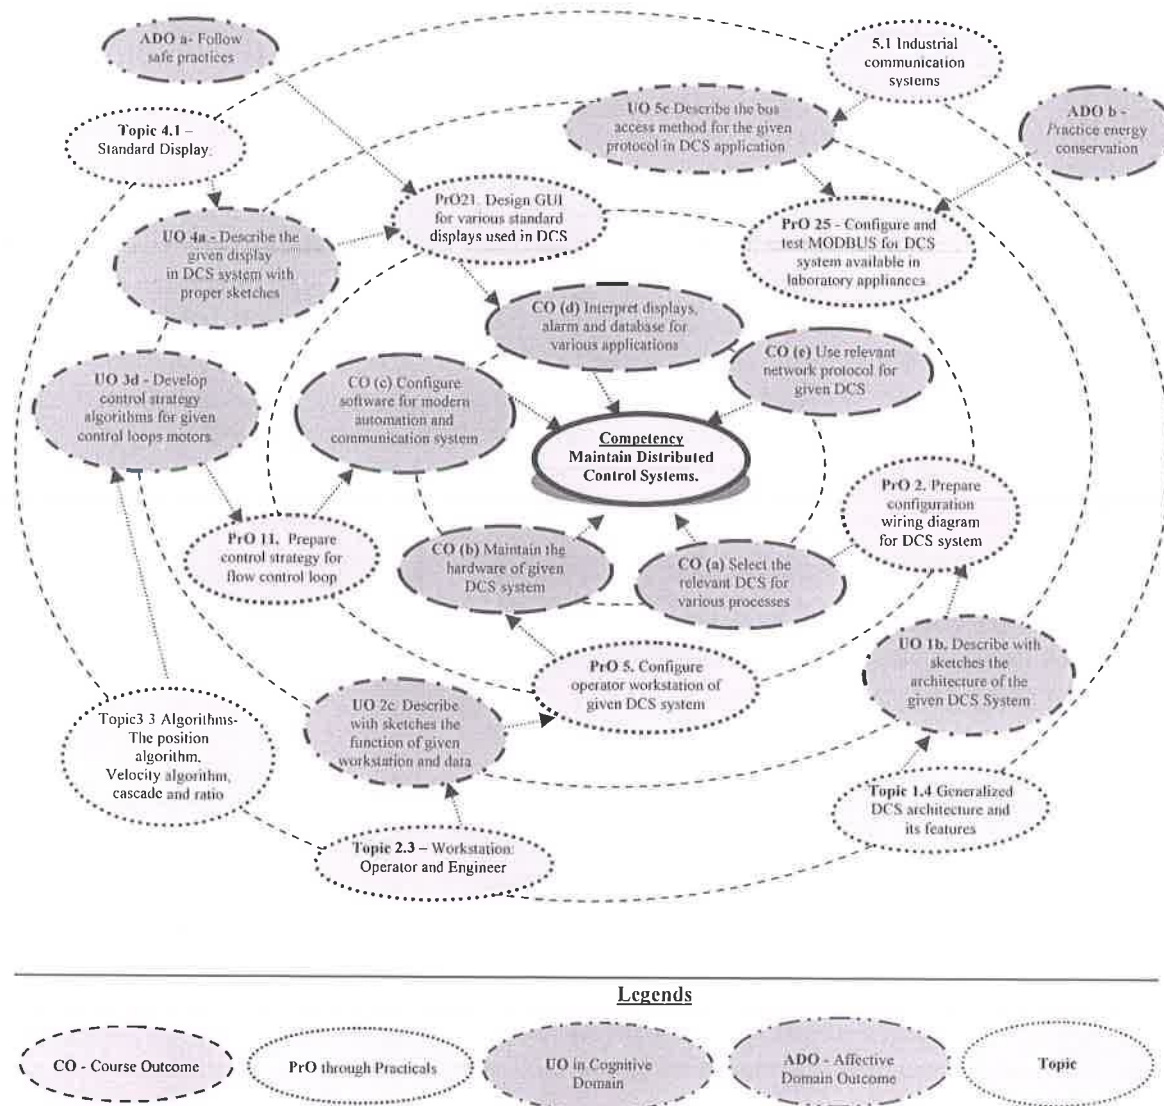 ADO a- Follow
safe practices
5.1 Industrial
communication
systems
UO 5c Describe the bus
access method for the given
protocol in DCS application
ADO b -
Practice energy
conservation
Topic 4.1 –
Standard Display
PrO21. Design GUI
for various standard
displays used in DCS
PrO 25 - Configure and
test MODBUS for DCS
system available in
laboratory appliances
UO 4a - Describe the
given display
in DCS system with
proper sketches
CO (d) Interpret displays,
alarm and database for
various applications
CO (e) Use relevant
network protocol for
given DCS
UO 3d - Develop
control strategy
algorithms for given
control loops motors.
CO (c) Configure
software for modern
automation and
communication system
Competency
Maintain Distributed
Control Systems.
PrO 2. Prepare
configuration
wiring diagram
for DCS system
PrO 11. Prepare
control strategy for
flow control loop
CO (b) Maintain the
hardware of given
DCS system
CO (a) Select the
relevant DCS for
various processes
UO 1b. Describe with
sketches the
architecture of the
given DCS System
PrO 5. Configure
operator workstation of
given DCS system
UO 2c. Describe
with sketches the
function of given
workstation and data
Topic3 3 Algorithms-
The position
algorithm.
Velocity algorithm,
cascade and ratio
Topic 1.4 Generalized
DCS architecture and
its features
Topic 2.3 – Workstation:
Operator and Engineer
Legends
CO - Course Outcome
PrO through Practicals
UO in Cognitive
Domain
ADO - Affective
Domain Outcome
Topic